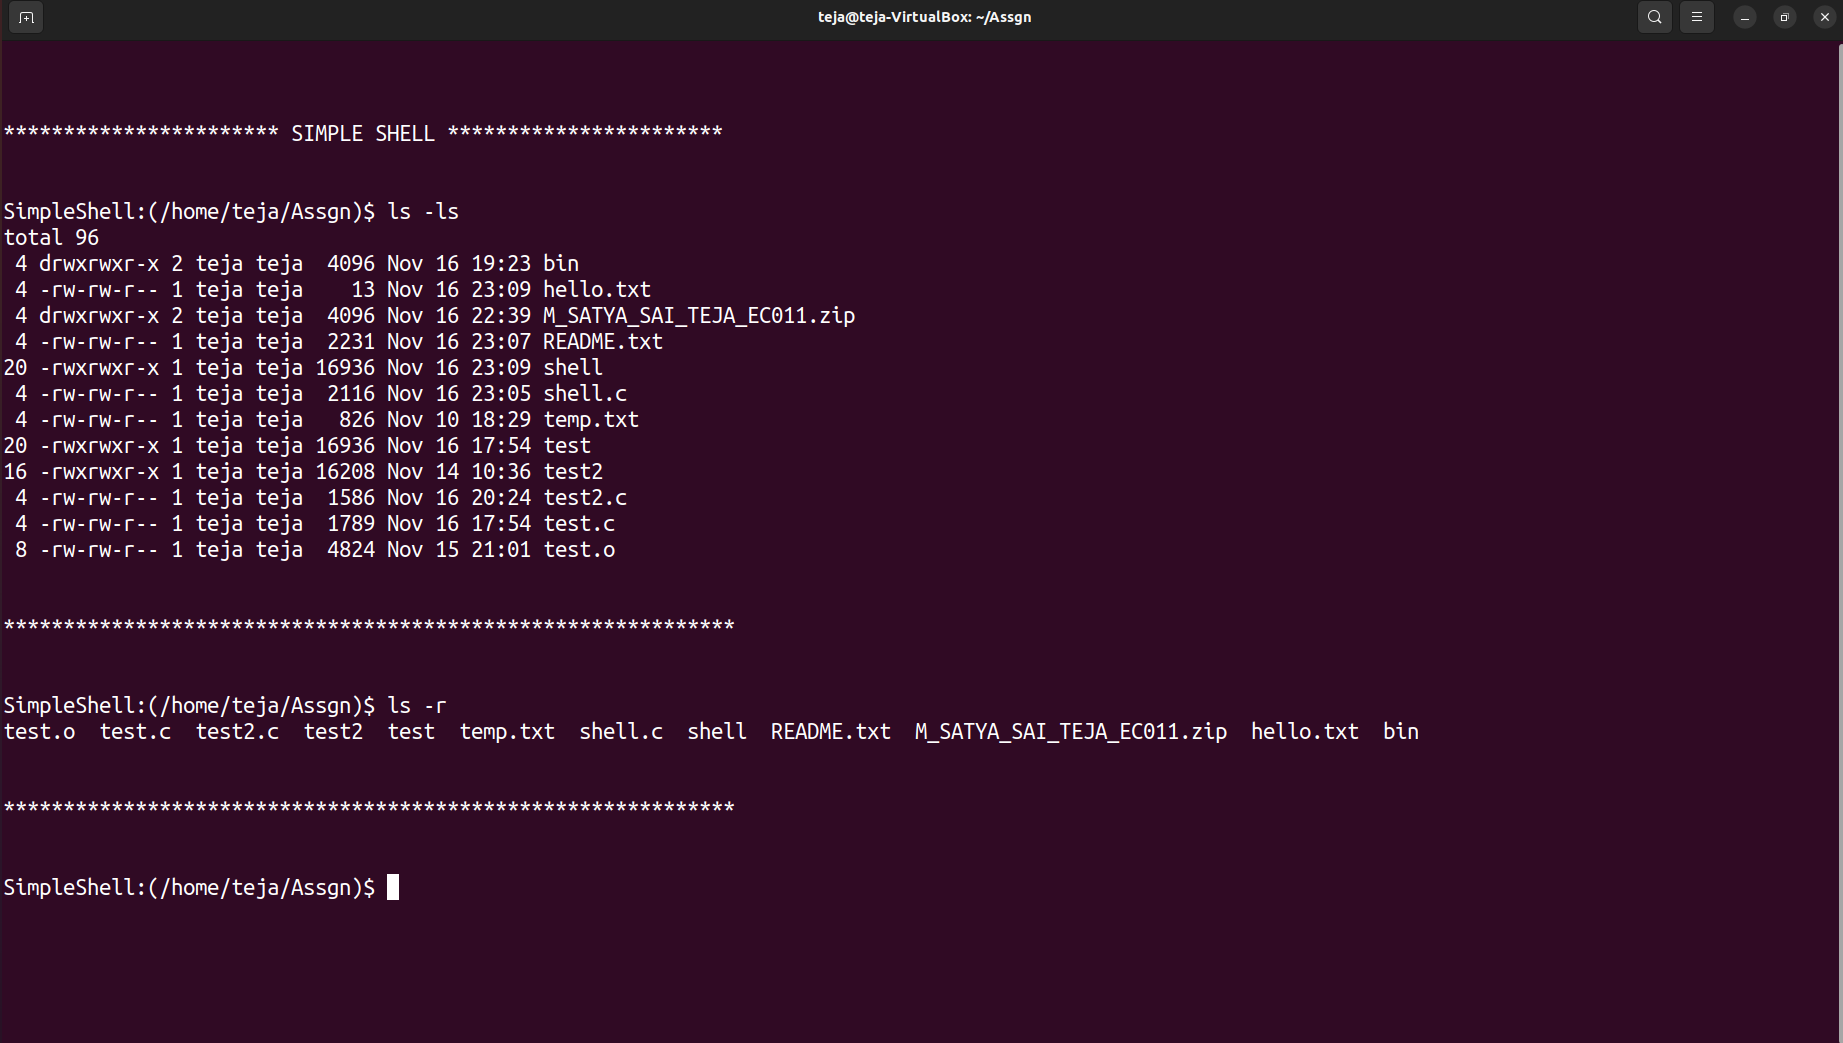 teja@teja-VirtualBox: ~/Assgn
*********************** SIMPLE SHELL ***********************
SimpleShell:(/home/teja/Assgn)$ ls -ls
total 96
 4 drwxrwxr-x 2 teja teja  4096 Nov 16 19:23 bin
 4 -rw-rw-r-- 1 teja teja    13 Nov 16 23:09 hello.txt
 4 drwxrwxr-x 2 teja teja  4096 Nov 16 22:39 M_SATYA_SAI_TEJA_EC011.zip
 4 -rw-rw-r-- 1 teja teja  2231 Nov 16 23:07 README.txt
20 -rwxrwxr-x 1 teja teja 16936 Nov 16 23:09 shell
 4 -rw-rw-r-- 1 teja teja  2116 Nov 16 23:05 shell.c
 4 -rw-rw-r-- 1 teja teja   826 Nov 10 18:29 temp.txt
20 -rwxrwxr-x 1 teja teja 16936 Nov 16 17:54 test
16 -rwxrwxr-x 1 teja teja 16208 Nov 14 10:36 test2
 4 -rw-rw-r-- 1 teja teja  1586 Nov 16 20:24 test2.c
 4 -rw-rw-r-- 1 teja teja  1789 Nov 16 17:54 test.c
 8 -rw-rw-r-- 1 teja teja  4824 Nov 15 21:01 test.o
*************************************************************
SimpleShell:(/home/teja/Assgn)$ ls -r
test.o  test.c  test2.c  test2  test  temp.txt  shell.c  shell  README.txt  M_SATYA_SAI_TEJA_EC011.zip  hello.txt  bin
*************************************************************
SimpleShell:(/home/teja/Assgn)$